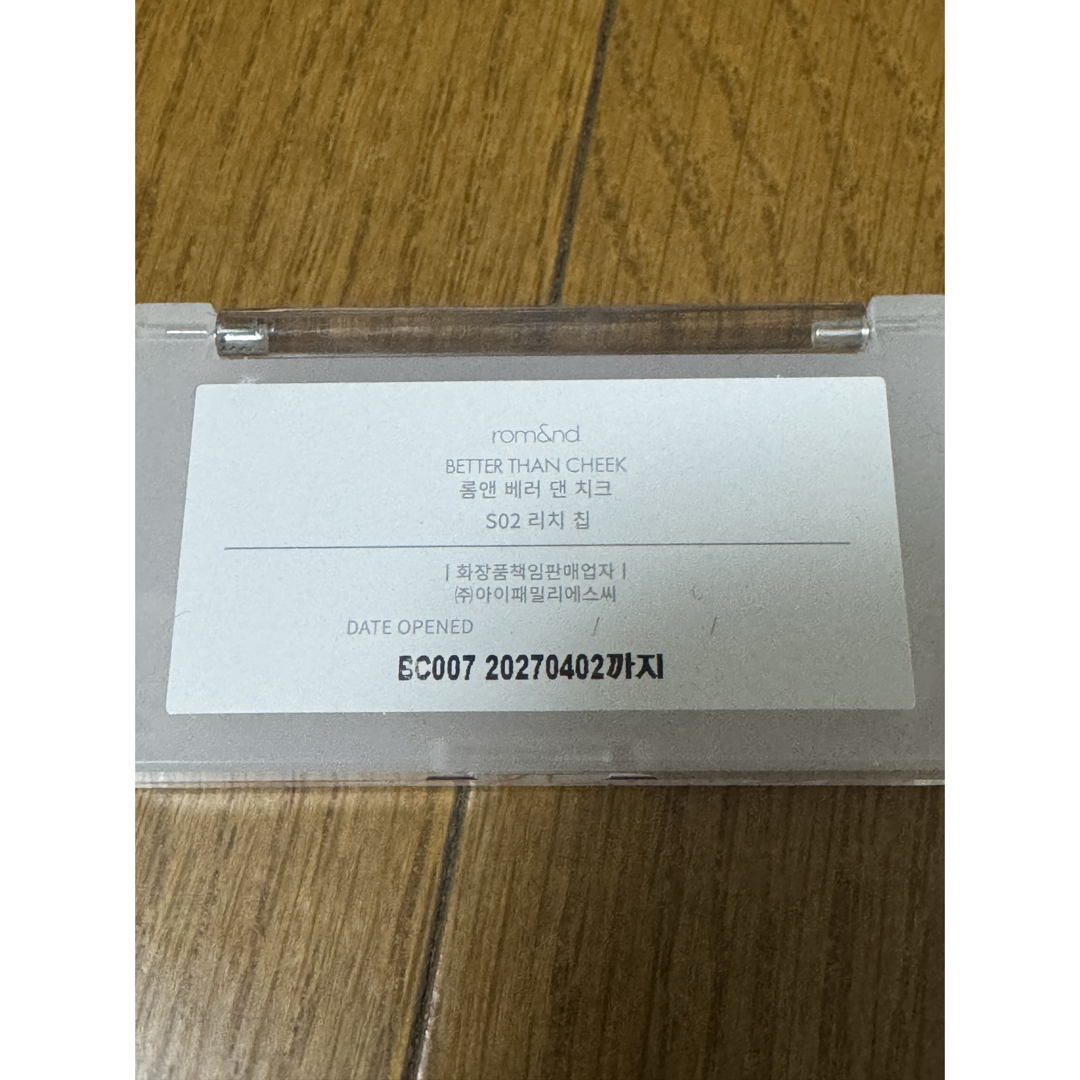 rom&nd
BETTER THAN CHEEK
롬앤 베러 댄 치크
S02 리치 칩
| 화장품책임판매업자 |
㈜아이패밀리에스씨
DATE OPENED / /
BC007 20270402까지